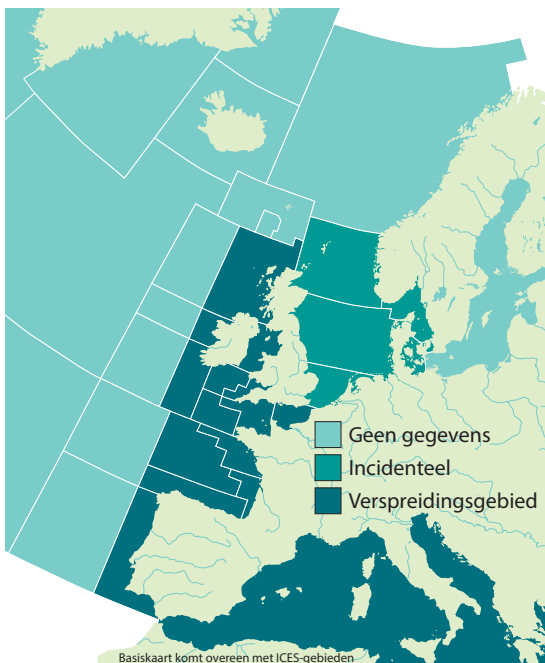 Geen gegevens
Incidenteel
Verspreidingsgebied
Basiskaart komt overeen met ICES-gebieden